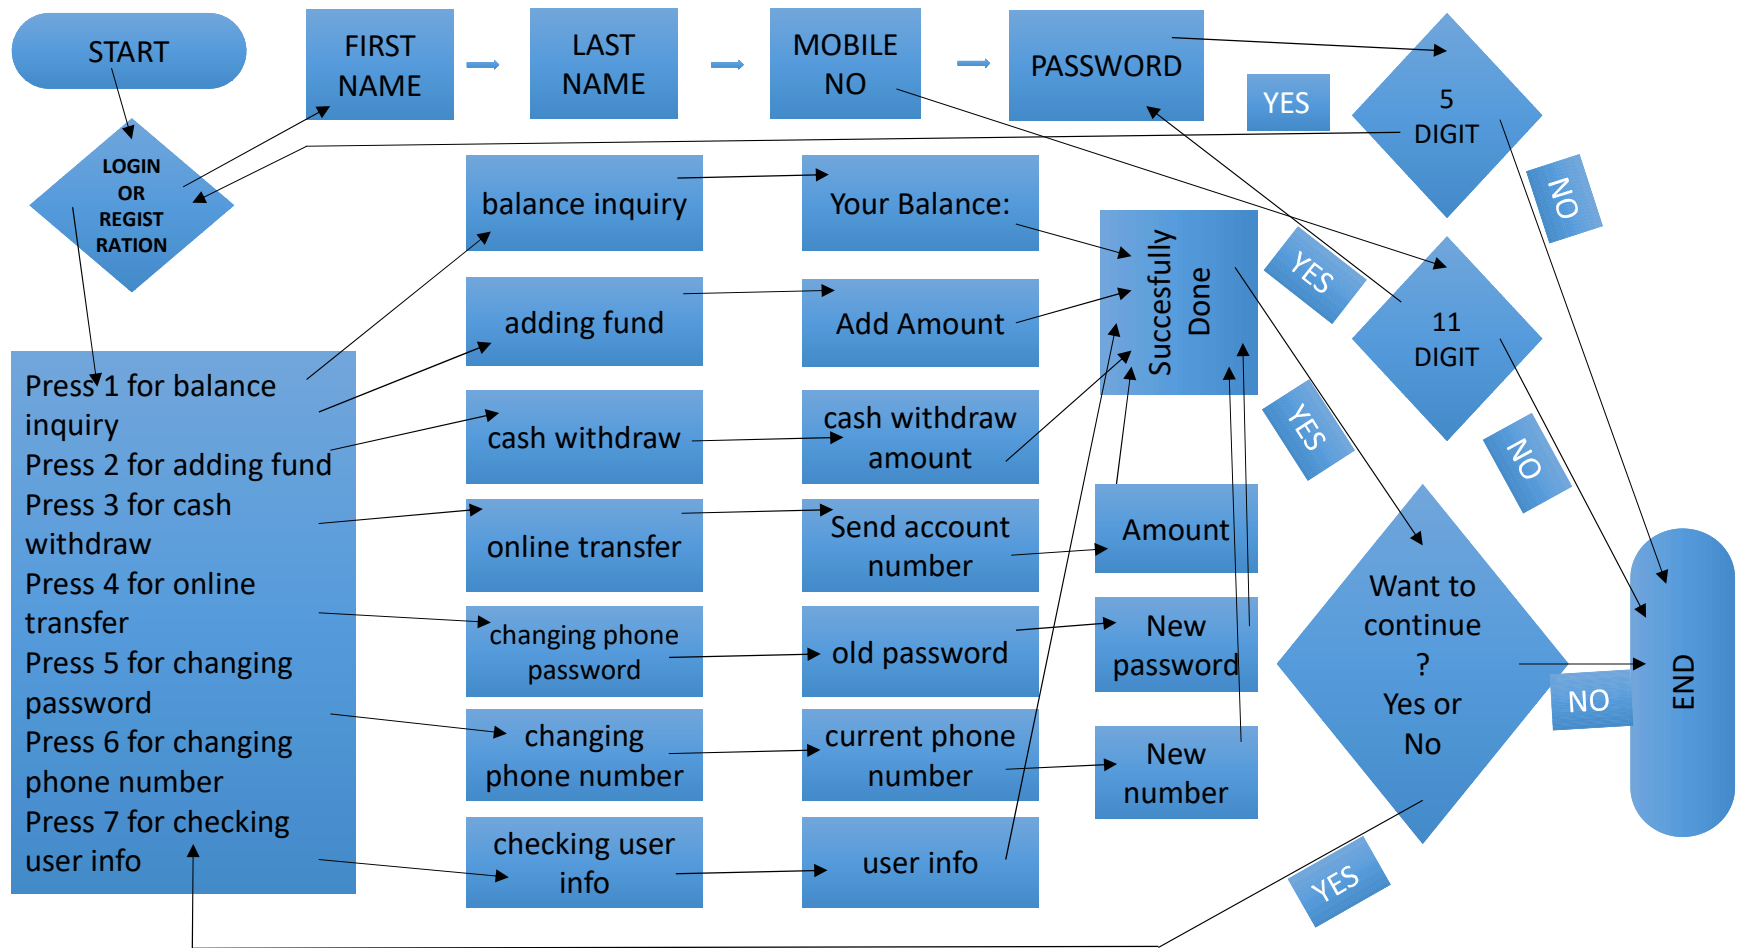 START
FIRST
NAME
LAST
NAME
MOBILE
NO
PASSWORD
YES
5
DIGIT
NO
LOGIN
OR
REGIST
RATION
balance inquiry
Your Balance:
Succesfully
Done
YES
11
DIGIT
NO
adding fund
Add Amount
Press 1 for balance
inquiry
Press 2 for adding fund
Press 3 for cash
withdraw
Press 4 for online
transfer
Press 5 for changing
password
Press 6 for changing
phone number
Press 7 for checking
user info
cash withdraw
cash withdraw
amount
YES
online transfer
Send account
number
Amount
changing phone
password
old password
New
password
Want to
continue
?
Yes or
No
NO
END
changing
phone number
current phone
number
New
number
checking user
info
user info
YES